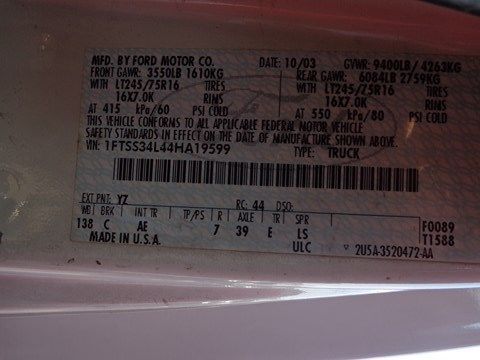 MFD. BY FORD MOTOR CO. 10/03 GVWR: 9400LB/ 4263KG
FRONT GAWR: 3550LB 1610KG REAR GAWR: 6084LB 2759KG
WITH LT245/75R16 TIRES WITH LT245/75R16 TIRES
16X7.0K RIMS 16X7.0K RIMS
AT 415 kPa/60 PSI COLD AT 550 kPa/80 PSI COLD
THIS VEHICLE CONFORMS TO ALL APPLICABLE FEDERAL MOTOR VEHICLE
SAFETY STANDARDS IN EFFECT ON THE DATE OF MANUFACTURE SHOWN ABOVE.
VIN: 1FTSS34L44HA19599 TYPE: TRUCK
EXT PNT: YZ RC: 44 DSO:
WB BRK INT TR TP/PS R AXLE TR SPR F0089
138 C AE 7 39 E LS T1588
MADE IN U.S.A. ULC 2U5A-3520472-AA